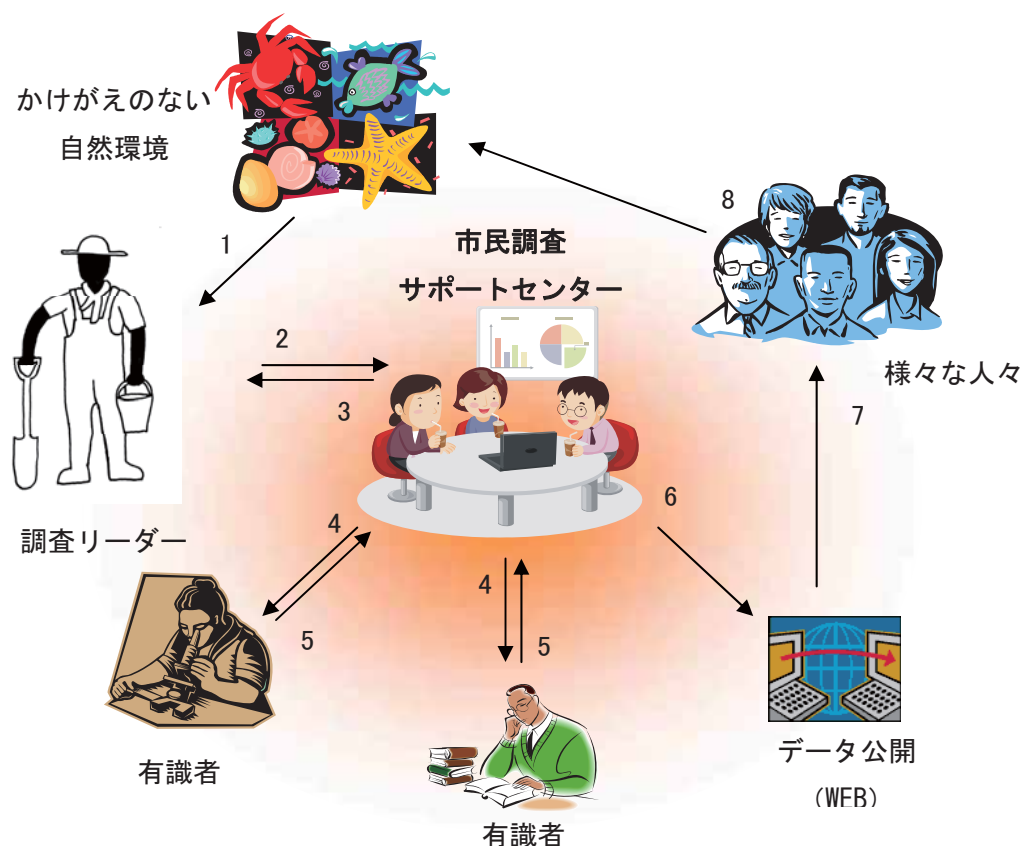 かけがえのない
自然環境
1
8
市民調査
サポートセンター
2
3
様々な人々
7
調査リーダー
4
5
4
5
6
有識者
有識者
データ公開
(WEB)